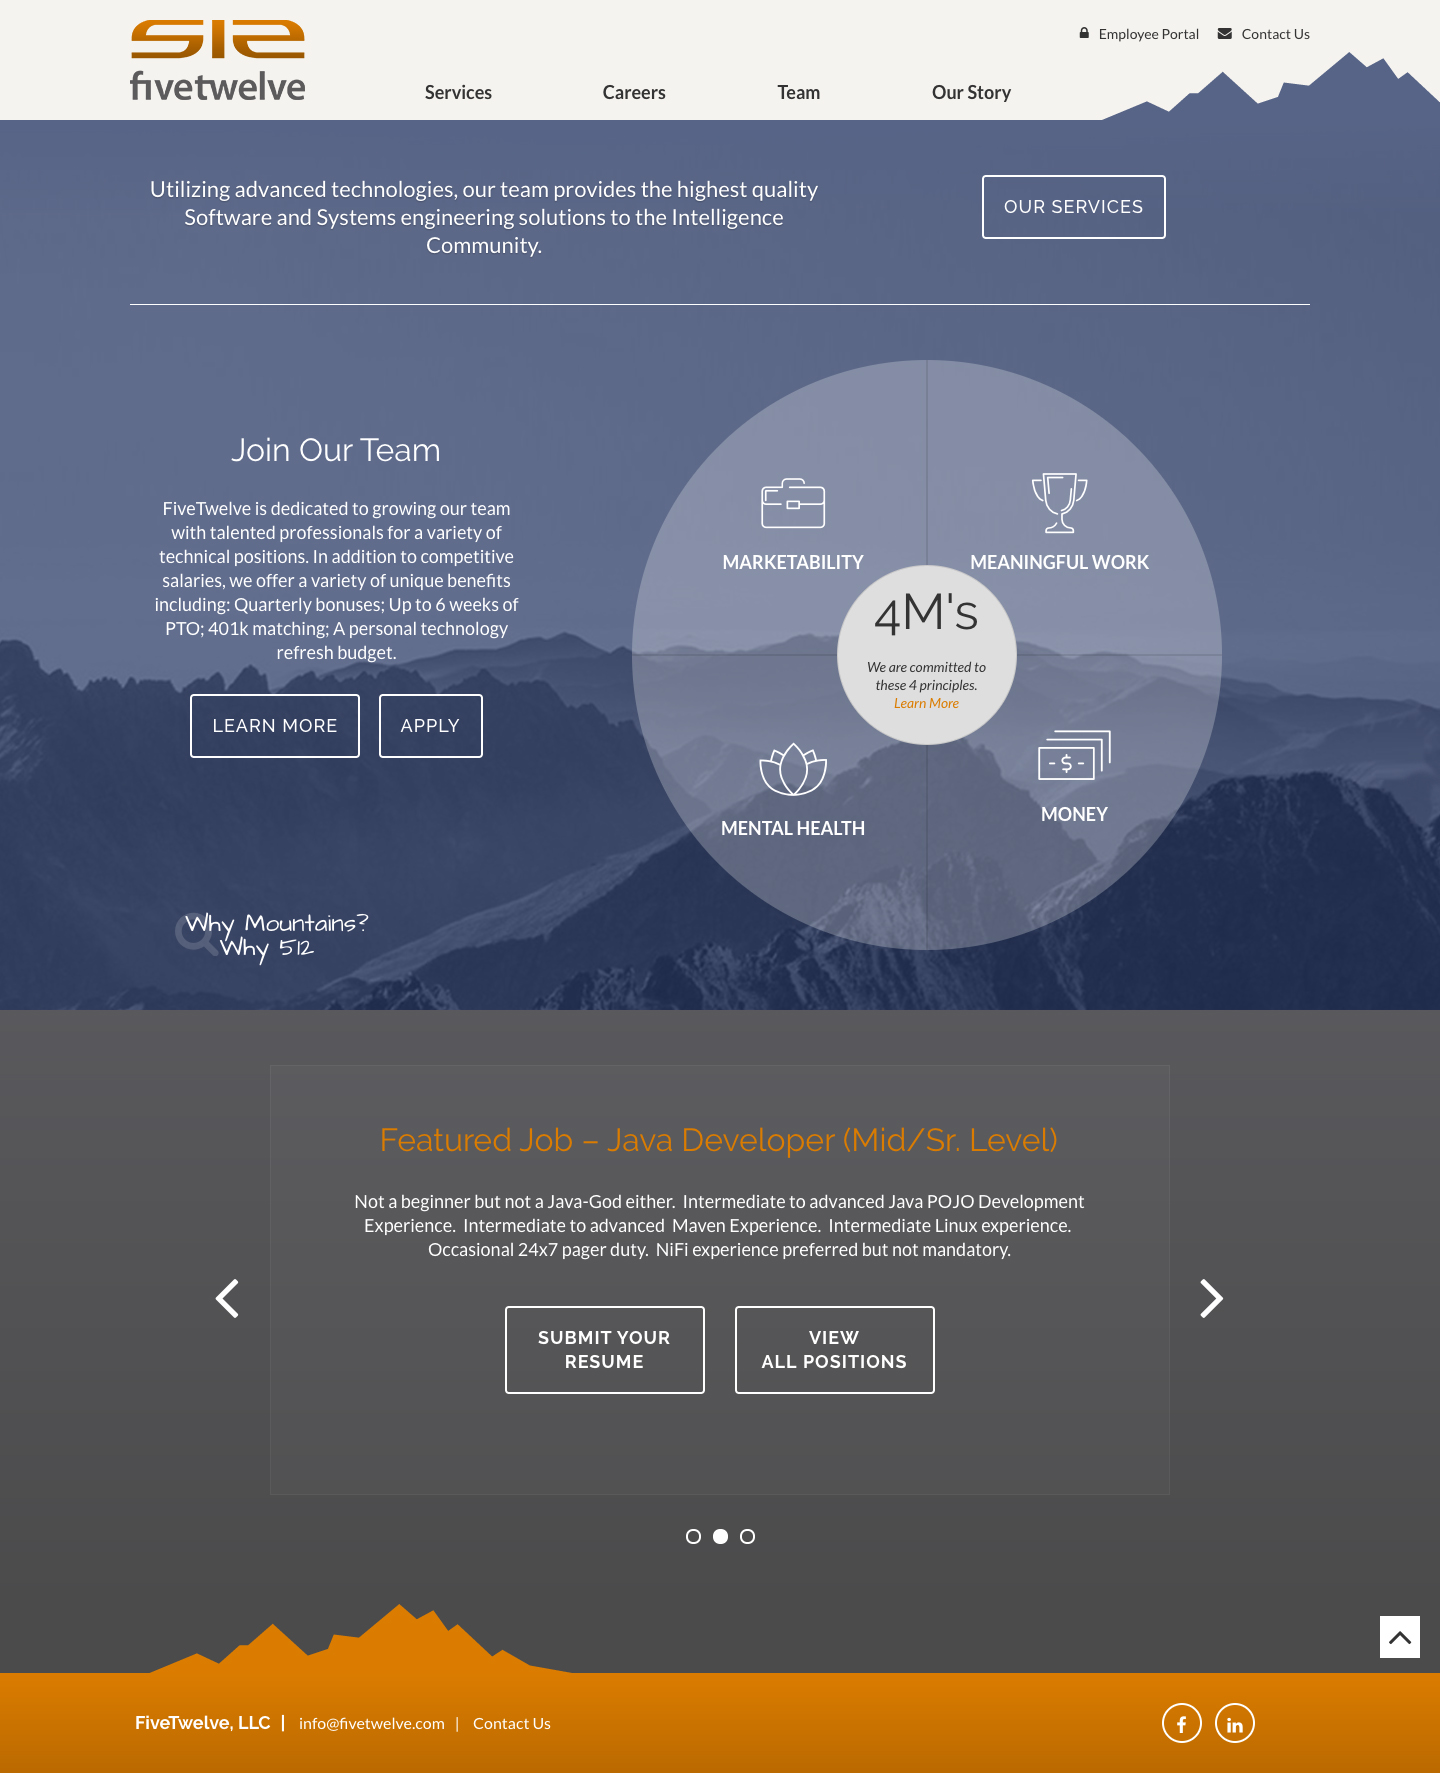 512
fivetwelve
Employee Portal
Contact Us
Services
Careers
Team
Our Story
Utilizing advanced technologies, our team provides the highest quality
Software and Systems engineering solutions to the Intelligence
Community.
OUR SERVICES
Join Our Team
FiveTwelve is dedicated to growing our team
with talented professionals for a variety of
technical positions. In addition to competitive
salaries, we offer a variety of unique benefits
including: Quarterly bonuses; Up to 6 weeks of
PTO; 401k matching; A personal technology
refresh budget.
LEARN MORE
APPLY
MARKETABILITY
MEANINGFUL WORK
4M's
We are committed to
these 4 principles.
Learn More
$
MENTAL HEALTH
MONEY
Why Mountains?
Why 512
Featured Job – Java Developer (Mid/Sr. Level)
Not a beginner but not a Java-God either.  Intermediate to advanced Java POJO Development
Experience.  Intermediate to advanced  Maven Experience.  Intermediate Linux experience.
Occasional 24x7 pager duty.  NiFi experience preferred but not mandatory.
SUBMIT YOUR
RESUME
VIEW
ALL POSITIONS
FiveTwelve, LLC | info@fivetwelve.com | Contact Us
f
in